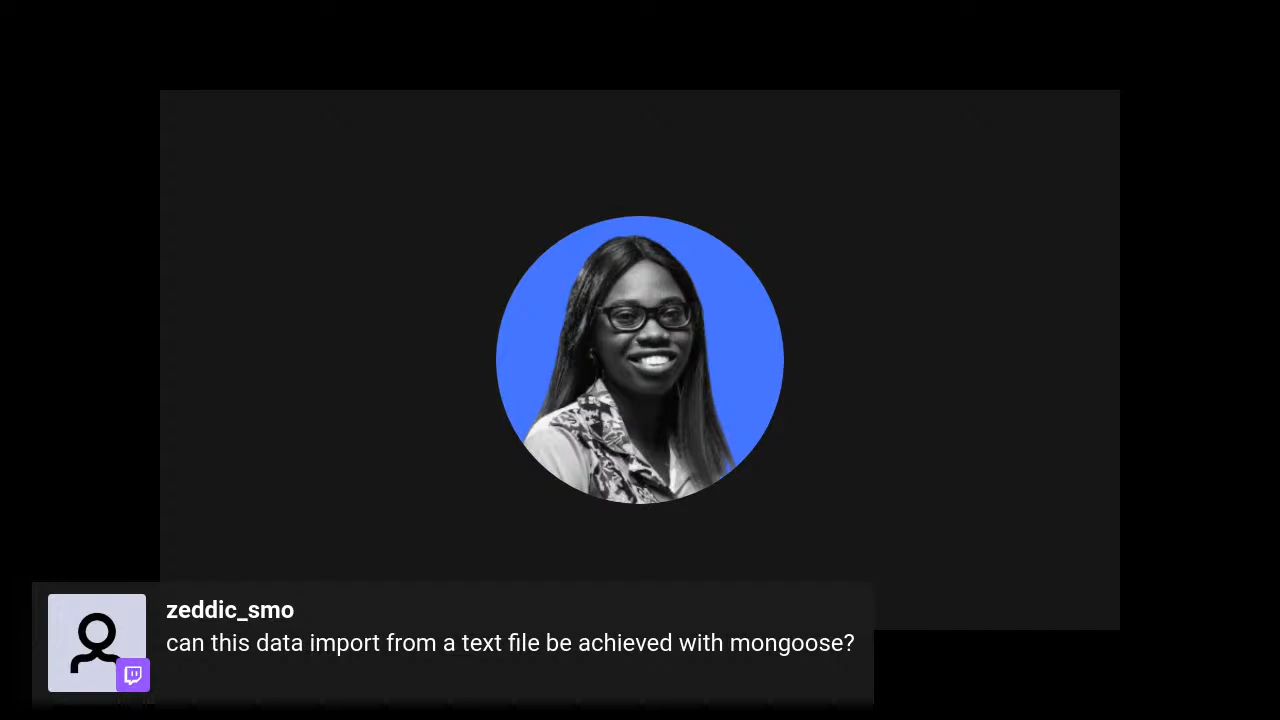 zeddic_smo
can this data import from a text file be achieved with mongoose?